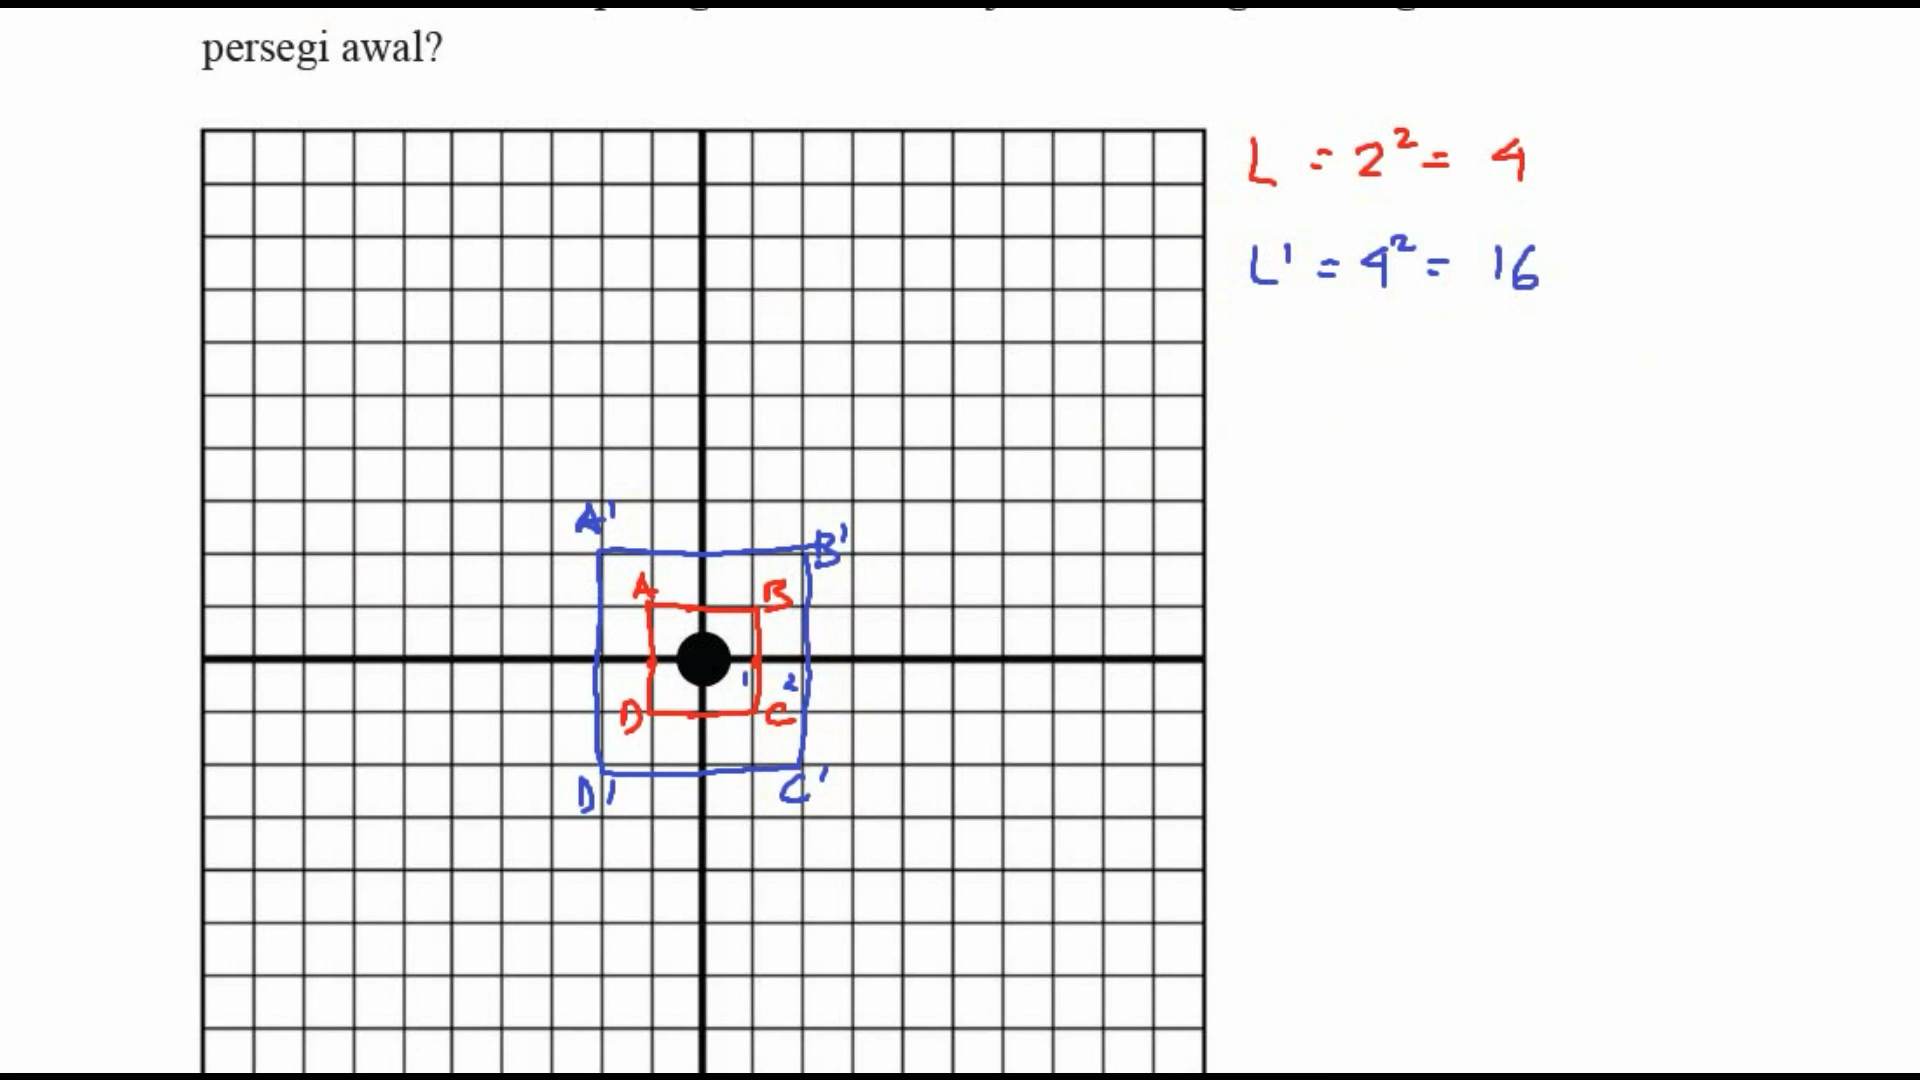 persegi awal?
L = 2² = 4
L' = 4² = 16
A'
B'
A
B
1
2
D
C
D'
C'